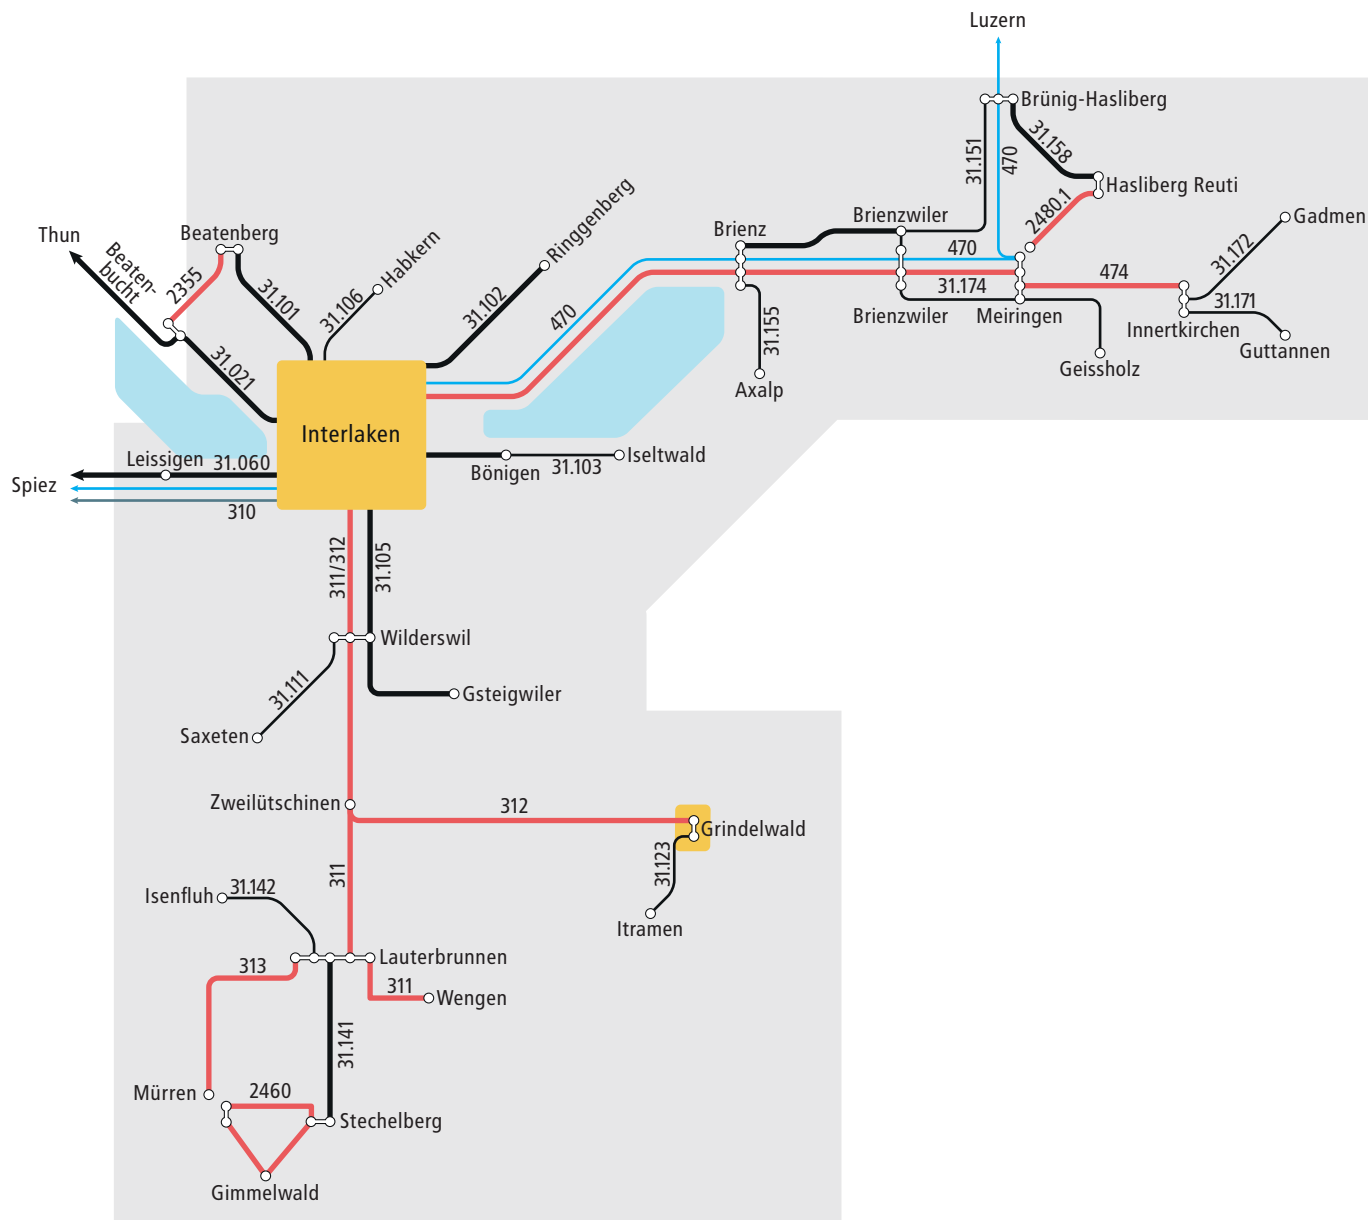 Luzern
Brünig-Hasliberg
31.151
470
31.158
Hasliberg Reuti
2480.1
Gadmen
31.172
Thun
Beaten-
bucht
Beatenberg
2355
31.101
31.106
Habkern
31.102
Ringgenberg
Brienz
Brienzwiler
470
470
474
31.174
31.171
Brienzwiler
Meiringen
Innertkirchen
Guttannen
31.155
Geissholz
Axalp
31.021
Interlaken
Leissigen
31.060
Bönigen
31.103
Iseltwald
Spiez
310
311/312
31.105
Wilderswil
31.111
Gsteigwiler
Saxeten
Zweilütschinen
312
Grindelwald
31.123
311
Isenfluh
31.142
Itramen
Lauterbrunnen
313
311
Wengen
31.141
Mürren
2460
Stechelberg
Gimmelwald